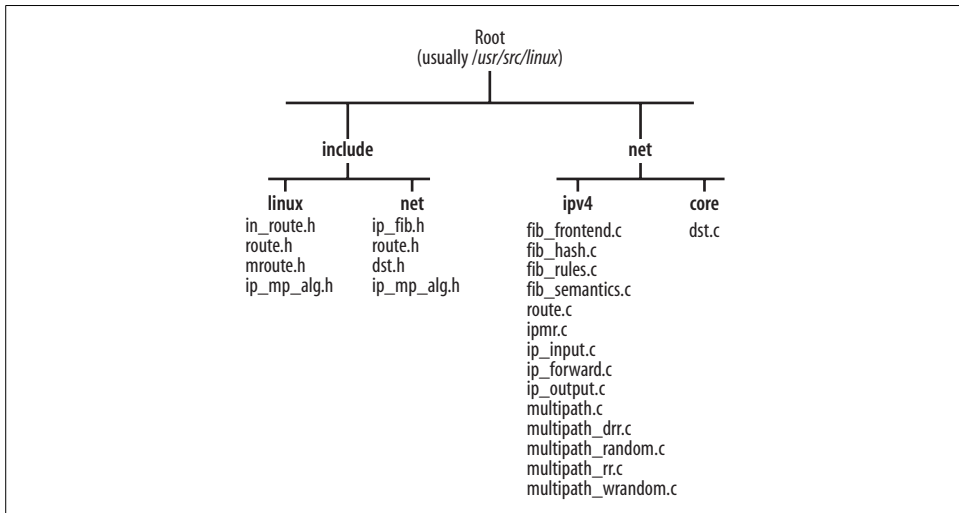 Root
(usually /usr/src/linux)
include
net
linux
in_route.h
route.h
mroute.h
ip_mp_alg.h
net
ip_fib.h
route.h
dst.h
ip_mp_alg.h
ipv4
fib_frontend.c
fib_hash.c
fib_rules.c
fib_semantics.c
route.c
ipmr.c
ip_input.c
ip_forward.c
ip_output.c
multipath.c
multipath_drr.c
multipath_random.c
multipath_rr.c
multipath_wrandom.c
core
dst.c